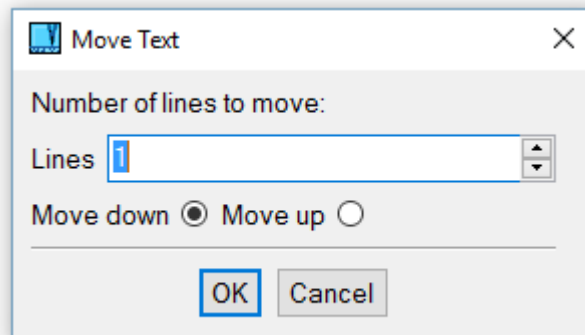 Move Text
Number of lines to move:
Lines 1
Move down Move up
OK Cancel